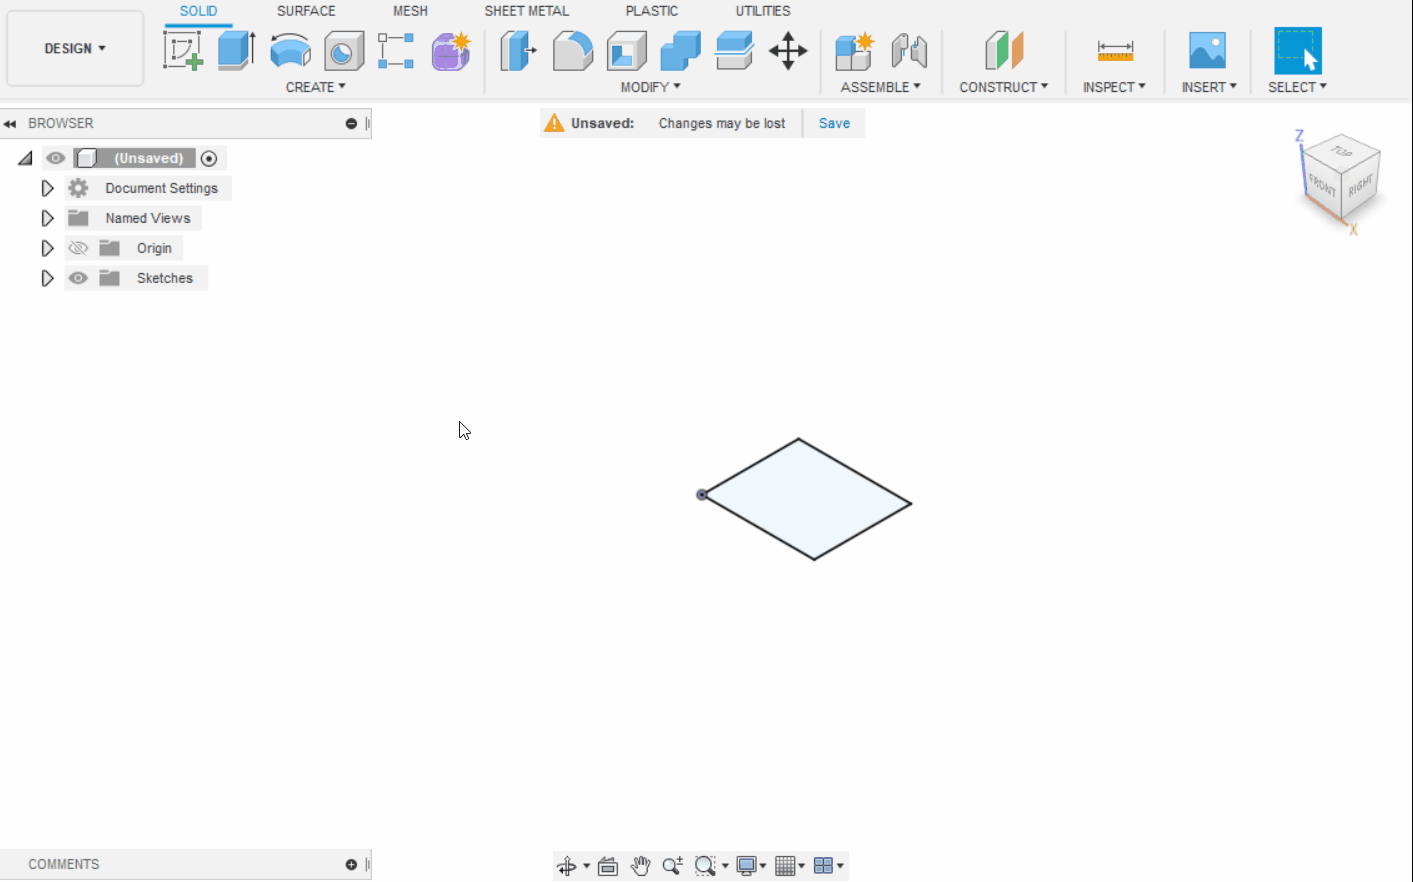 SOLID SURFACE MESH SHEET METAL PLASTIC UTILITIES
DESIGN
CREATE MODIFY ASSEMBLE CONSTRUCT INSPECT INSERT SELECT
BROWSER
Unsaved: Changes may be lost Save
(Unsaved)
Document Settings
Named Views
Origin
Sketches
Z
TOP
FRONT RIGHT
X
COMMENTS